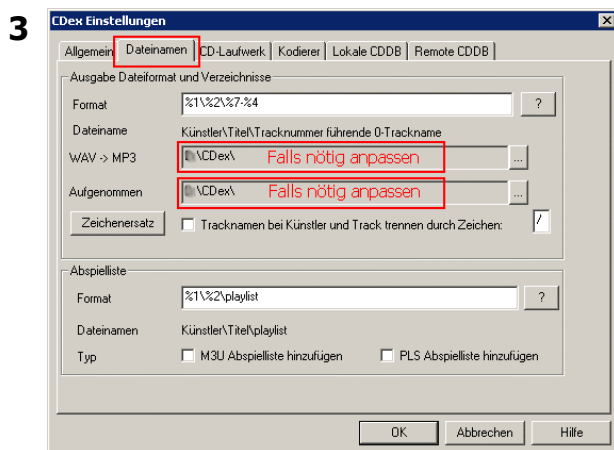 3
CDex Einstellungen
Allgemein Dateinamen CD-Laufwerk Kodierer Lokale CDDB Remote CDDB
Ausgabe Dateiformat und Verzeichnisse
Format %1\%2\%7-%4 ?
Dateiname Künstler\Titel\Tracknummer führende 0-Trackname
WAV -> MP3 \CDex\ Falls nötig anpassen ...
Aufgenommen \CDex\ Falls nötig anpassen ...
Zeichenersatz Tracknamen bei Künstler und Track trennen durch Zeichen: /
Abspielliste
Format %1\%2\playlist ?
Dateinamen Künstler\Titel\playlist
Typ M3U Abspielliste hinzufügen PLS Abspielliste hinzufügen
OK Abbrechen Hilfe